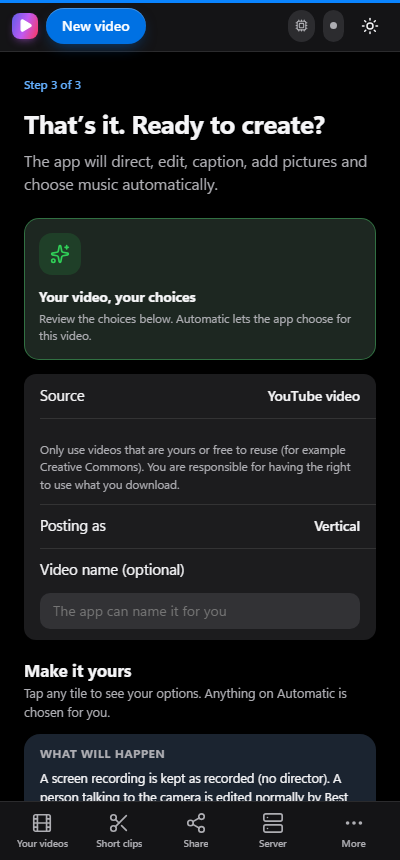 New video
Step 3 of 3
That's it. Ready to create?
The app will direct, edit, caption, add pictures and
choose music automatically.
Your video, your choices
Review the choices below. Automatic lets the app choose for
this video.
Source YouTube video
Only use videos that are yours or free to reuse (for example
Creative Commons). You are responsible for having the right
to use what you download.
Posting as Vertical
Video name (optional)
The app can name it for you
Make it yours
Tap any tile to see your options. Anything on Automatic is
chosen for you.
WHAT WILL HAPPEN
A screen recording is kept as recorded (no director). A
person talking to the camera is edited normally by Best
Your videos Short clips Share Server More